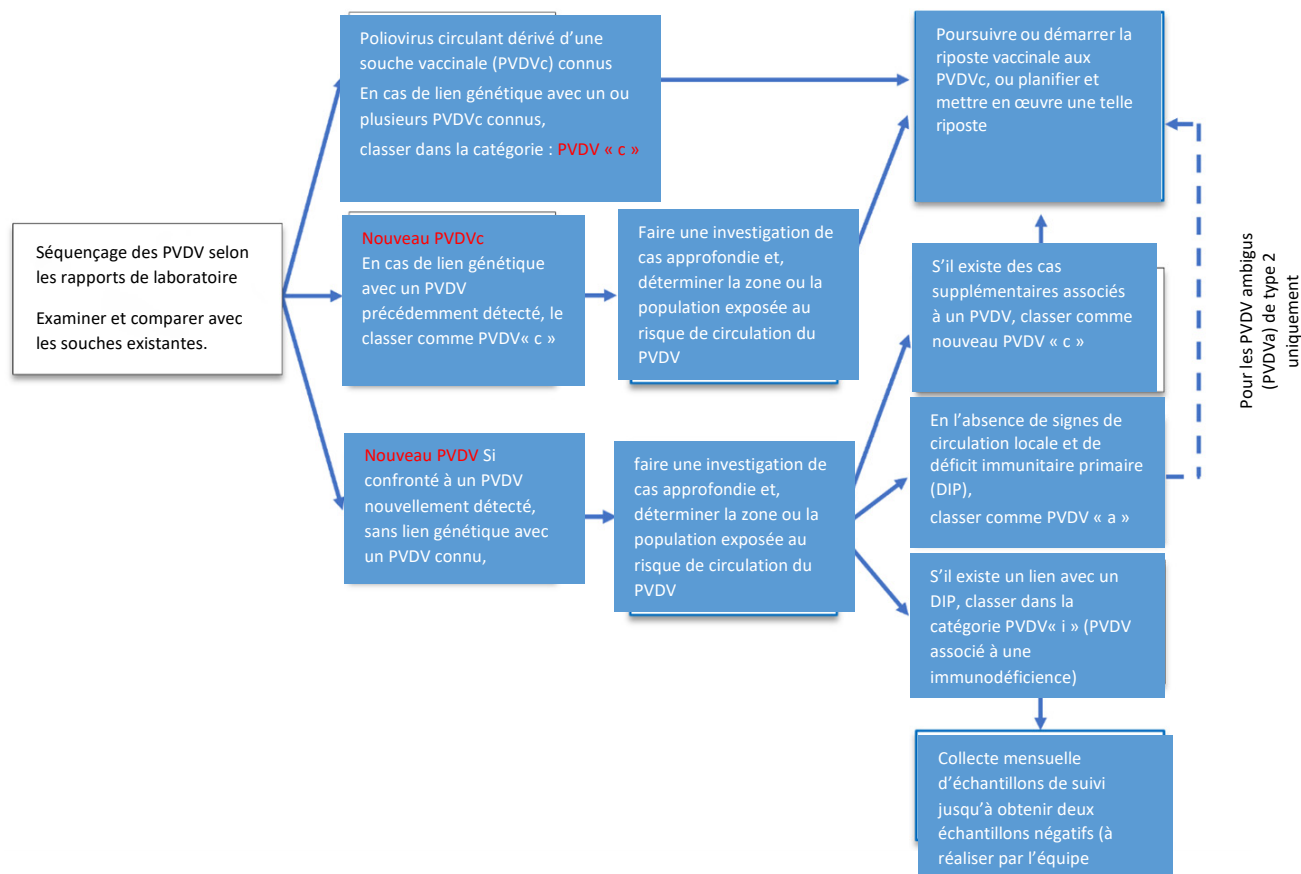 Séquençage des PVDV selon
les rapports de laboratoire
Examiner et comparer avec
les souches existantes.
Poliovirus circulant dérivé d’une
souche vaccinale (PVDVc) connus
En cas de lien génétique avec un ou
plusieurs PVDVc connus,
classer dans la catégorie : PVDV « c »
Nouveau PVDVc
En cas de lien génétique
avec un PVDV
précédemment détecté, le
classer comme PVDV« c »
Nouveau PVDV Si
confronté à un PVDV
nouvellement détecté,
sans lien génétique avec
un PVDV connu,
Faire une investigation de
cas approfondie et,
déterminer la zone ou la
population exposée au
risque de circulation du
PVDV
faire une investigation de
cas approfondie et,
déterminer la zone ou la
population exposée au
risque de circulation du
PVDV
Poursuivre ou démarrer la
riposte vaccinale aux
PVDVc, ou planifier et
mettre en œuvre une telle
riposte
S’il existe des cas
supplémentaires associés
à un PVDV, classer comme
nouveau PVDV « c »
En l’absence de signes de
circulation locale et de
déficit immunitaire primaire
(DIP),
classer comme PVDV « a »
S’il existe un lien avec un
DIP, classer dans la
catégorie PVDV« i » (PVDV
associé à une
immunodéficience)
Collecte mensuelle
d’échantillons de suivi
jusqu’à obtenir deux
échantillons négatifs (à
réaliser par l’équipe
Pour les PVDV ambigus
(PVDVa) de type 2
uniquement